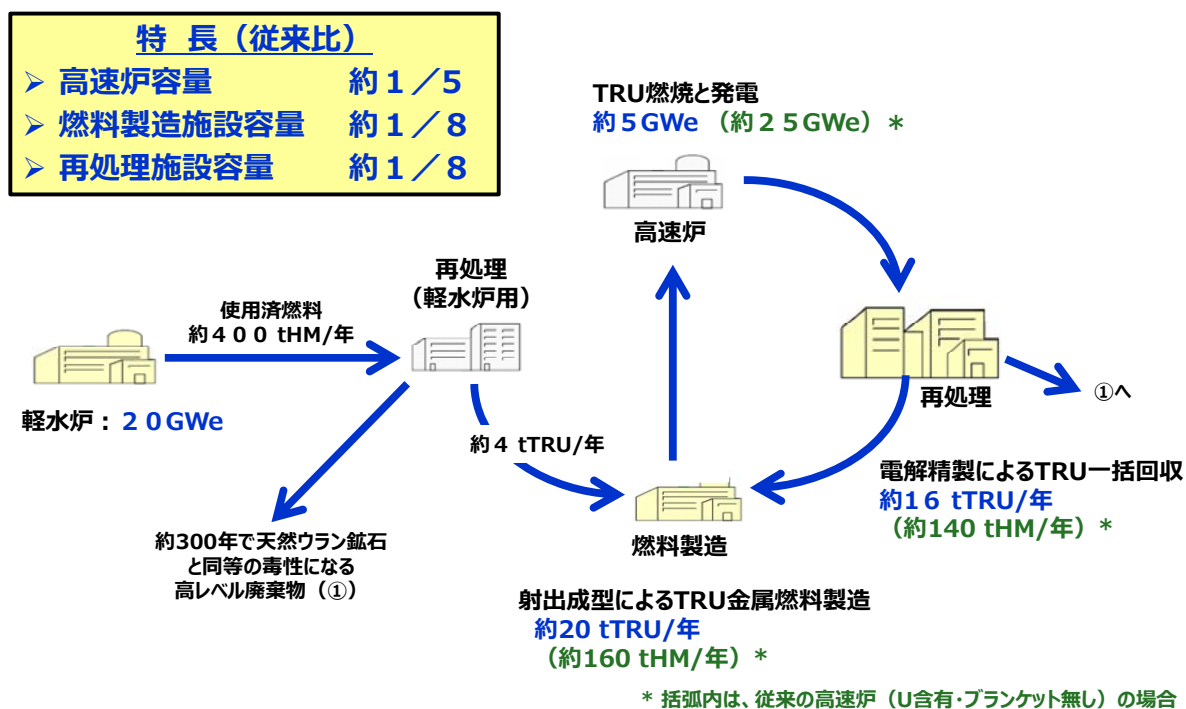 特 長（従来比）
➢ 高速炉容量 約１／5
➢ 燃料製造施設容量 約１／８
➢ 再処理施設容量 約１／８
TRU燃焼と発電
約５GWe （約２５GWe）＊
高速炉
再処理
（軽水炉用）
使用済燃料
約４００ tHM/年
軽水炉：２０GWe
再処理
①へ
約４ tTRU/年
電解精製によるTRU一括回収
約16 tTRU/年
（約140 tHM/年）＊
燃料製造
約300年で天然ウラン鉱石
と同等の毒性になる
高レベル廃棄物（①）
射出成型によるTRU金属燃料製造
約20 tTRU/年
（約160 tHM/年）＊
* 括弧内は、従来の高速炉（U含有・ブランケット無し）の場合